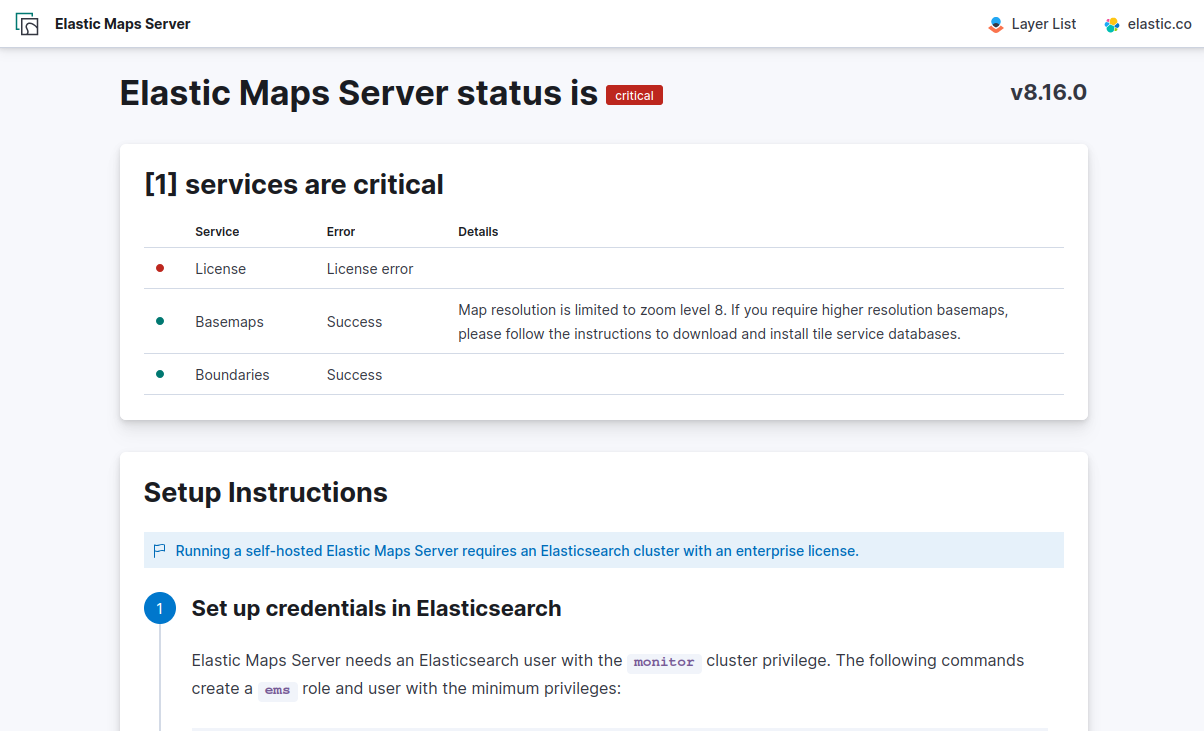 Elastic Maps Server
Layer List
elastic.co
Elastic Maps Server status is critical
v8.16.0
[1] services are critical
Service Error Details
License License error
Basemaps Success Map resolution is limited to zoom level 8. If you require higher resolution basemaps,
please follow the instructions to download and install tile service databases.
Boundaries Success
Setup Instructions
Running a self-hosted Elastic Maps Server requires an Elasticsearch cluster with an enterprise license.
1 Set up credentials in Elasticsearch
Elastic Maps Server needs an Elasticsearch user with the monitor cluster privilege. The following commands
create a ems role and user with the minimum privileges: